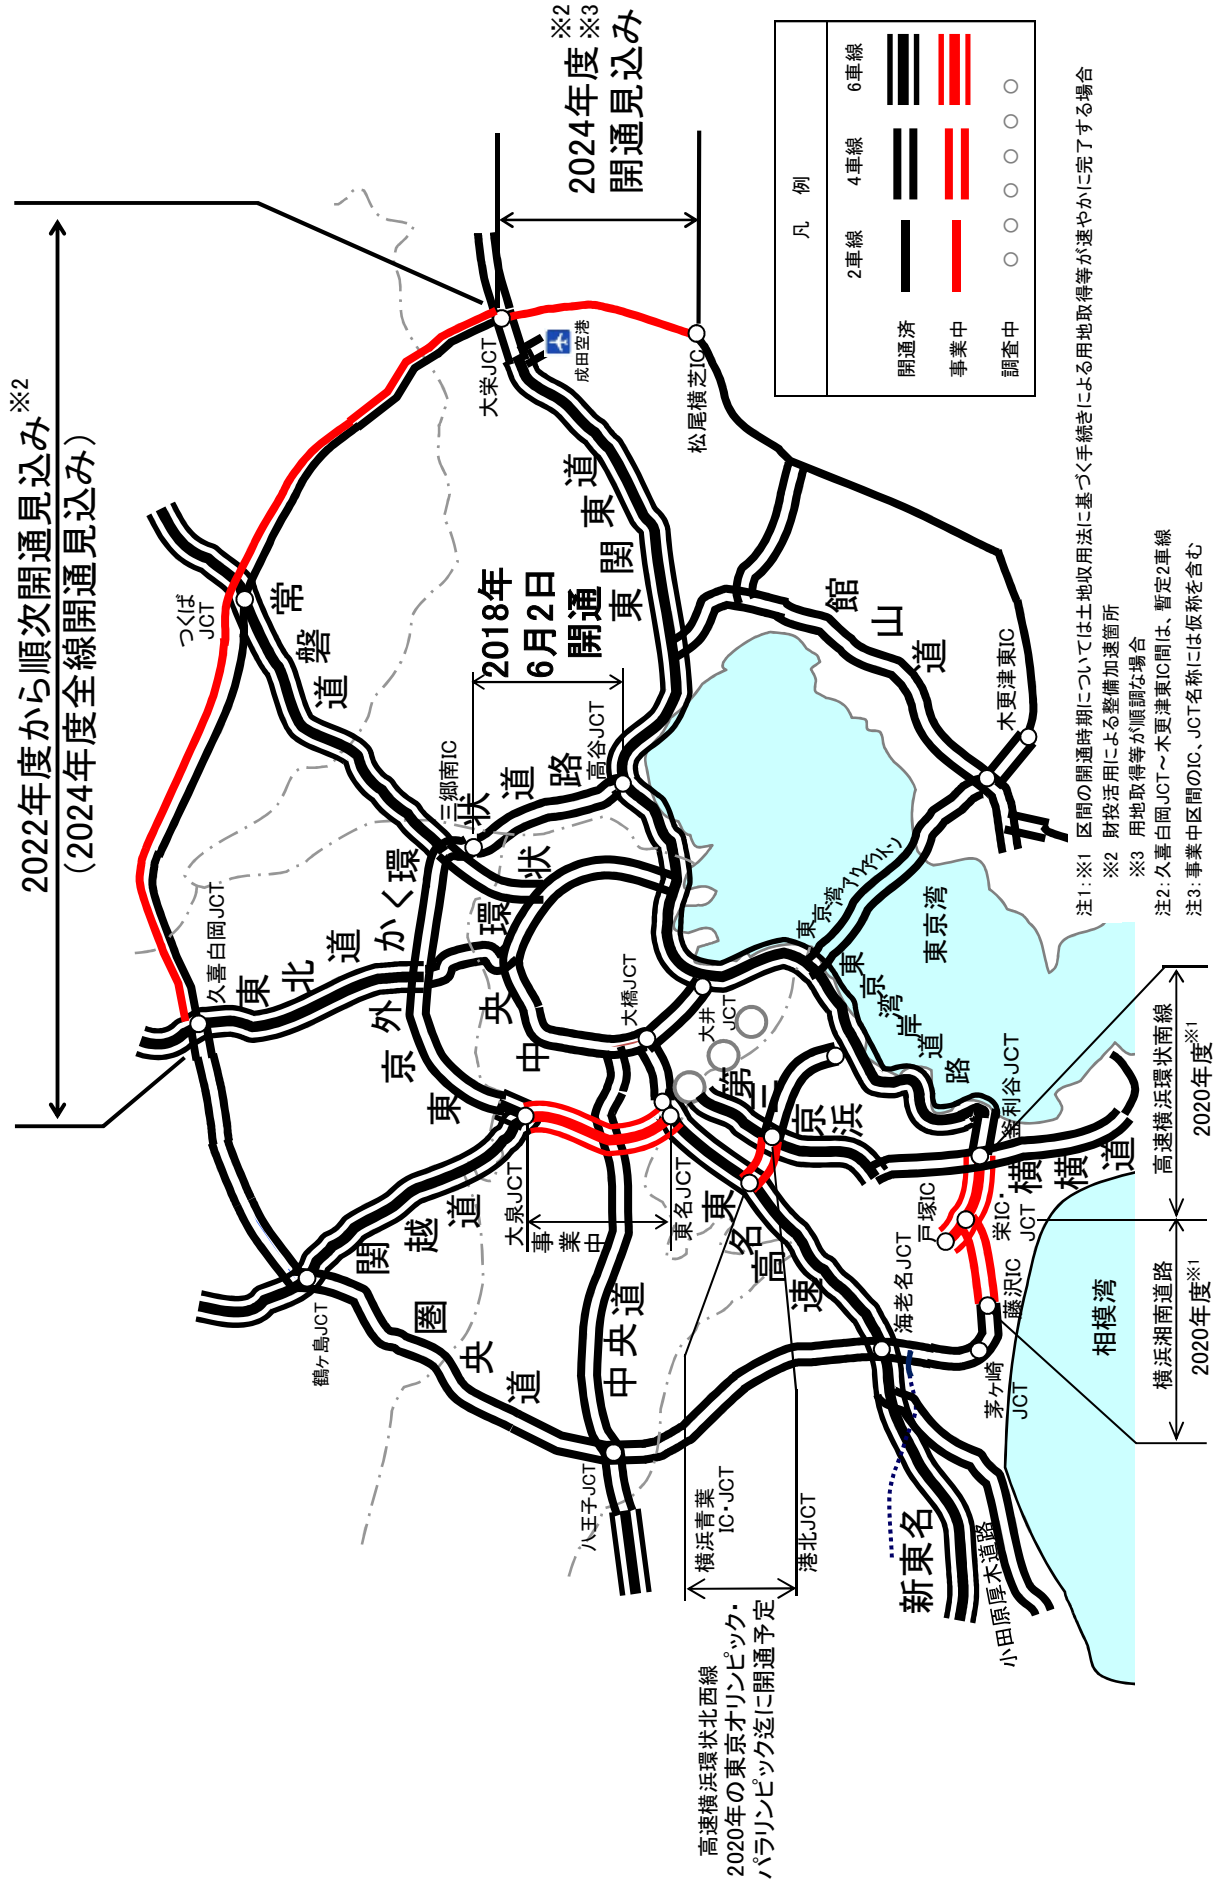 2022年度から順次開通見込み※2
（2024年度全線開通見込み）
2024年度※2※3
開通見込み
凡　例
2車線　4車線　6車線
開通済
事業中
調査中
つくば
JCT
久喜白岡JCT
大栄JCT
成田空港
松尾横芝IC
常磐道
東北道
2018年
6月2日
開通
三郷南IC
高谷JCT
東関東道
東京外かく環状道路
中央環状
関越道
鶴ヶ島JCT
大泉JCT
事業中
東名JCT
大橋JCT
大井
JCT
圏央道
中央道
八王子JCT
館山道
木更津東IC
東京湾アクアライン
東京湾
東京湾岸道路
第三京浜
東名高速
横浜青葉
IC・JCT
港北JCT
高速横浜環状北西線
2020年の東京オリンピック・
パラリンピック迄に開通予定
海老名JCT
新東名
小田原厚木道路
茅ヶ崎
JCT
藤沢IC
戸塚IC
栄IC・
JCT
釜利谷JCT
横横道
相模湾
横浜湘南道路
2020年度※1
高速横浜環状南線
2020年度※1
注1：※1　区間の開通時期については土地収用法に基づく手続きによる用地取得等が速やかに完了する場合
※2　財投活用による整備加速箇所
※3　用地取得等が順調な場合
注2：久喜白岡JCT～木更津東IC間は、暫定2車線
注3：事業中区間のIC、JCT名称には仮称を含む